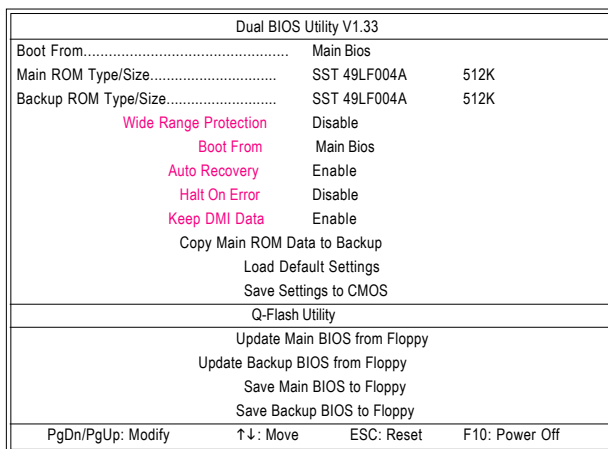 Dual BIOS Utility V1.33
Boot From................................................. Main Bios
Main ROM Type/Size.............................. SST 49LF004A 512K
Backup ROM Type/Size.......................... SST 49LF004A 512K
Wide Range Protection Disable
Boot From Main Bios
Auto Recovery Enable
Halt On Error Disable
Keep DMI Data Enable
Copy Main ROM Data to Backup
Load Default Settings
Save Settings to CMOS
Q-Flash Utility
Update Main BIOS from Floppy
Update Backup BIOS from Floppy
Save Main BIOS to Floppy
Save Backup BIOS to Floppy
PgDn/PgUp: Modify ↑↓: Move ESC: Reset F10: Power Off